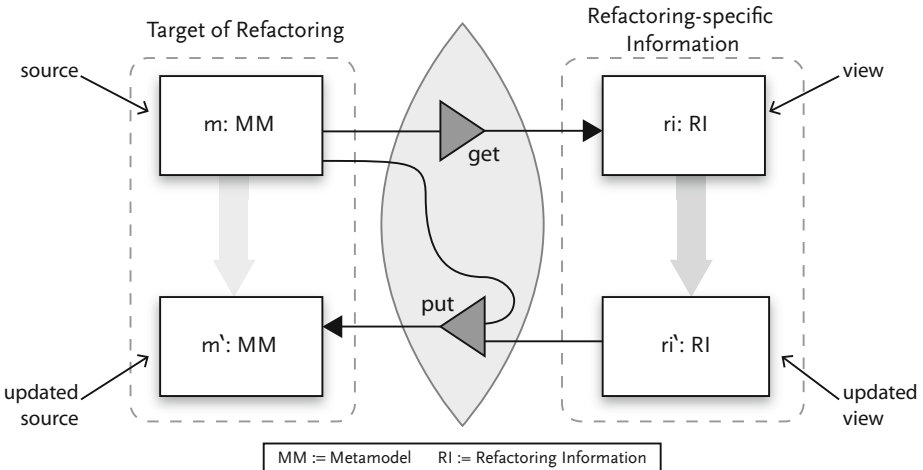 Target of Refactoring
Refactoring-specific
Information
source
view
m: MM
ri: RI
get
put
m`: MM
ri`: RI
updated
source
updated
view
MM := Metamodel RI := Refactoring Information